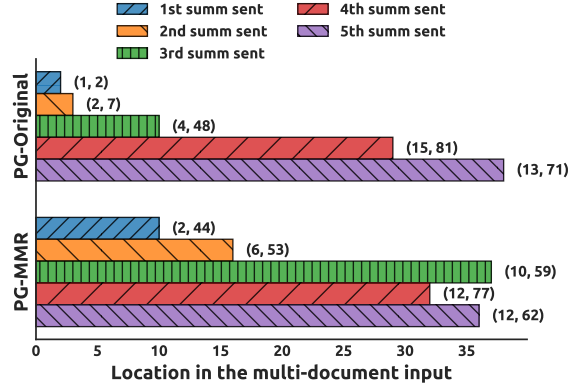 1st summ sent
2nd summ sent
3rd summ sent
4th summ sent
5th summ sent
PG-Original
(1, 2)
(2, 7)
(4, 48)
(15, 81)
(13, 71)
PG-MMR
(2, 44)
(6, 53)
(10, 59)
(12, 77)
(12, 62)
0 5 10 15 20 25 30 35
Location in the multi-document input